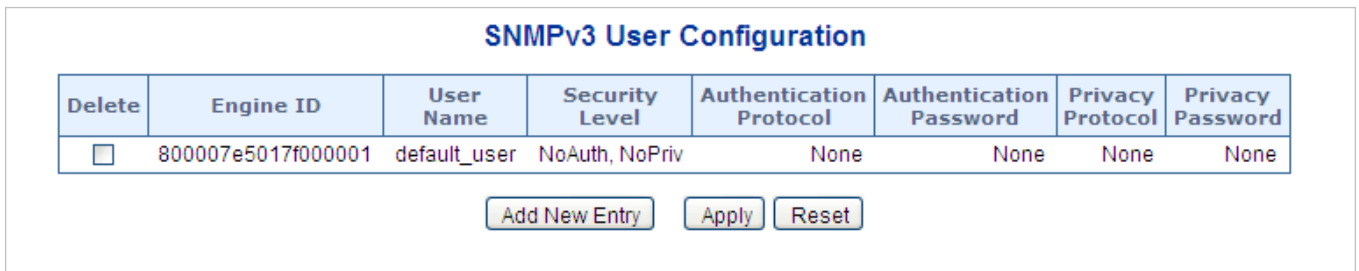 SNMPv3 User Configuration
Delete Engine ID User Name Security Level Authentication Protocol Authentication Password Privacy Protocol Privacy Password
800007e5017f000001 default_user NoAuth, NoPriv None None None None
Add New Entry Apply Reset